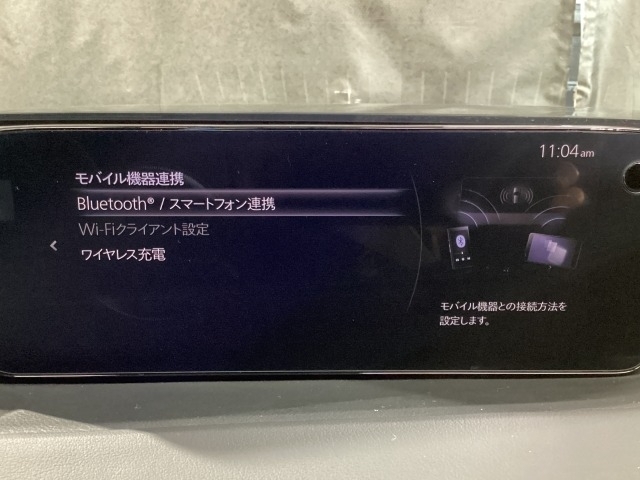 11:04am
モバイル機器連携
Bluetooth® / スマートフォン連携
Wi-Fiクライアント設定
ワイヤレス充電
モバイル機器との接続方法を
設定します。